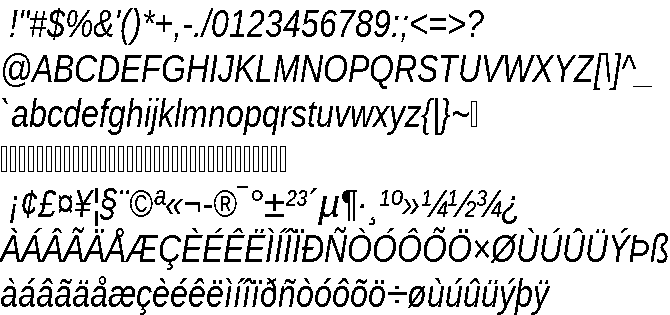 !"#$%&'()*+,-./0123456789:;<=>?
@ABCDEFGHIJKLMNOPQRSTUVWXYZ[\]^_
`abcdefghijklmnopqrstuvwxyz{|}~
¡¢£¤¥¦§¨©ª«¬-®¯°±²³´µ¶·¸¹º»¼½¾¿
ÀÁÂÃÄÅÆÇÈÉÊËÌÍÎÏÐÑÒÓÔÕÖ×ØÙÚÛÜÝÞß
àáâãäåæçèéêëìíîïðñòóôõö÷øùúûüýþÿ